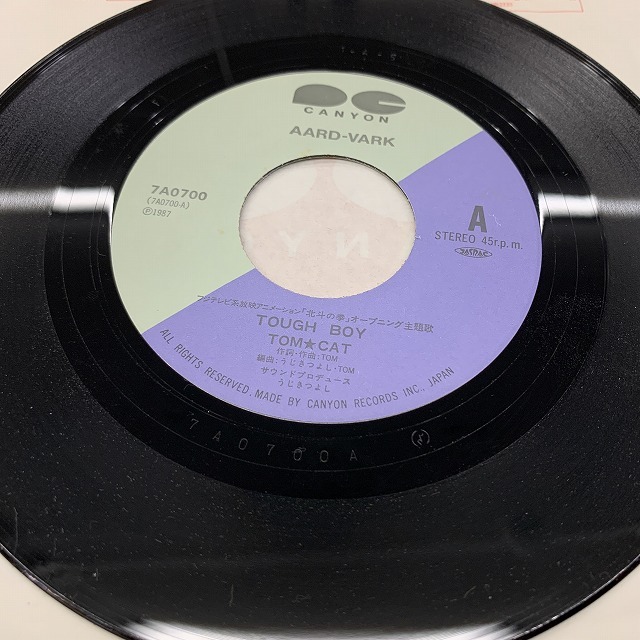 CANYON
AARD-VARK
7A0700
(7A0700-A)
Ⓟ1987
A
STEREO 45r.p.m.
フジテレビ系放映アニメーション「北斗の拳」オープニング主題歌
TOUGH BOY
TOM★CAT
作詞・作曲:TOM
編曲:うじきつよし・TOM
サウンドプロデュース
うじきつよし
ALL RIGHTS RESERVED. MADE BY CANYON RECORDS INC., JAPAN
7A0700A